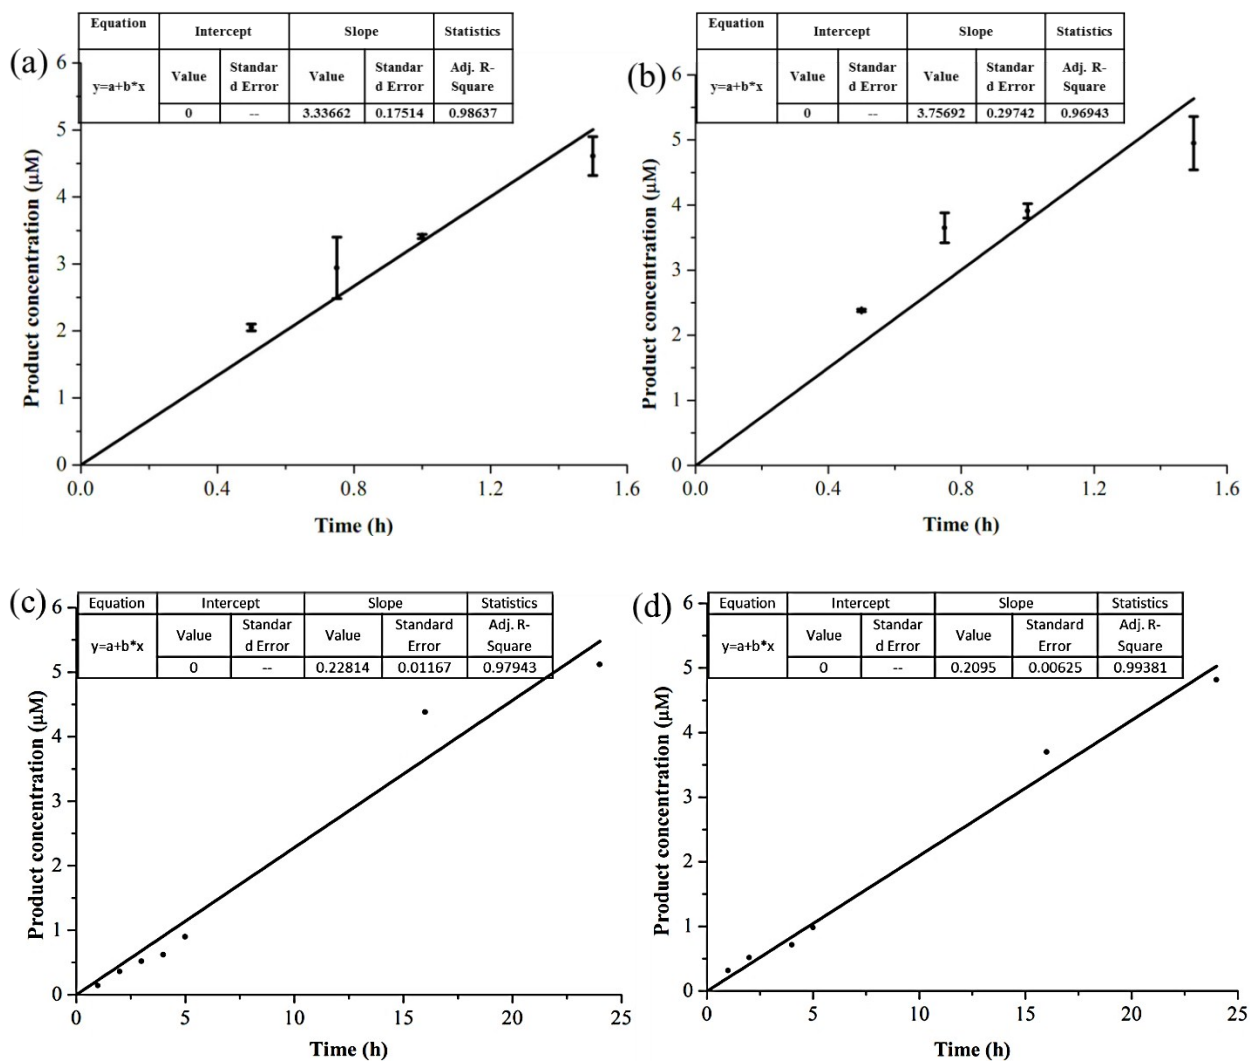 (a)
Equation Intercept Slope Statistics
y=a+b*x Value Standar d Error Value Standar d Error Adj. R-Square
0 -- 3.33662 0.17514 0.98637
Product concentration (μM)
6
5
4
3
2
1
0
0.0 0.4 0.8 1.2 1.6
Time (h)
(b)
Equation Intercept Slope Statistics
y=a+b*x Value Standar d Error Value Standar d Error Adj. R-Square
0 -- 3.75692 0.29742 0.96943
Product concentration (μM)
6
5
4
3
2
1
0
0.0 0.4 0.8 1.2 1.6
Time (h)
(c)
Equation Intercept Slope Statistics
y=a+b*x Value Standar d Error Value Standard Error Adj. R-Square
0 -- 0.22814 0.01167 0.97943
Product concentration (μM)
6
5
4
3
2
1
0
0 5 10 15 20 25
Time (h)
(d)
Equation Intercept Slope Statistics
y=a+b*x Value Standar d Error Value Standard Error Adj. R-Square
0 -- 0.2095 0.00625 0.99381
Product concentration (μM)
6
5
4
3
2
1
0
0 5 10 15 20 25
Time (h)